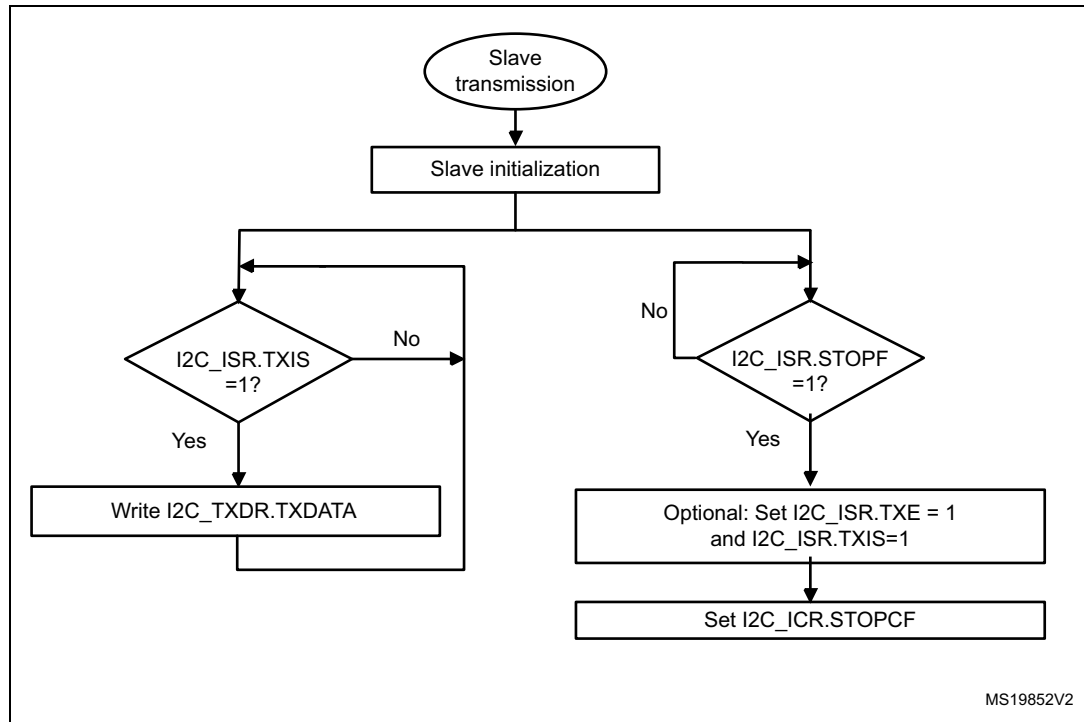 Slave
transmission
Slave initialization
I2C_ISR.TXIS
=1?
No
Yes
Write I2C_TXDR.TXDATA
No
I2C_ISR.STOPF
=1?
Yes
Optional: Set I2C_ISR.TXE = 1
and I2C_ISR.TXIS=1
Set I2C_ICR.STOPCF
MS19852V2